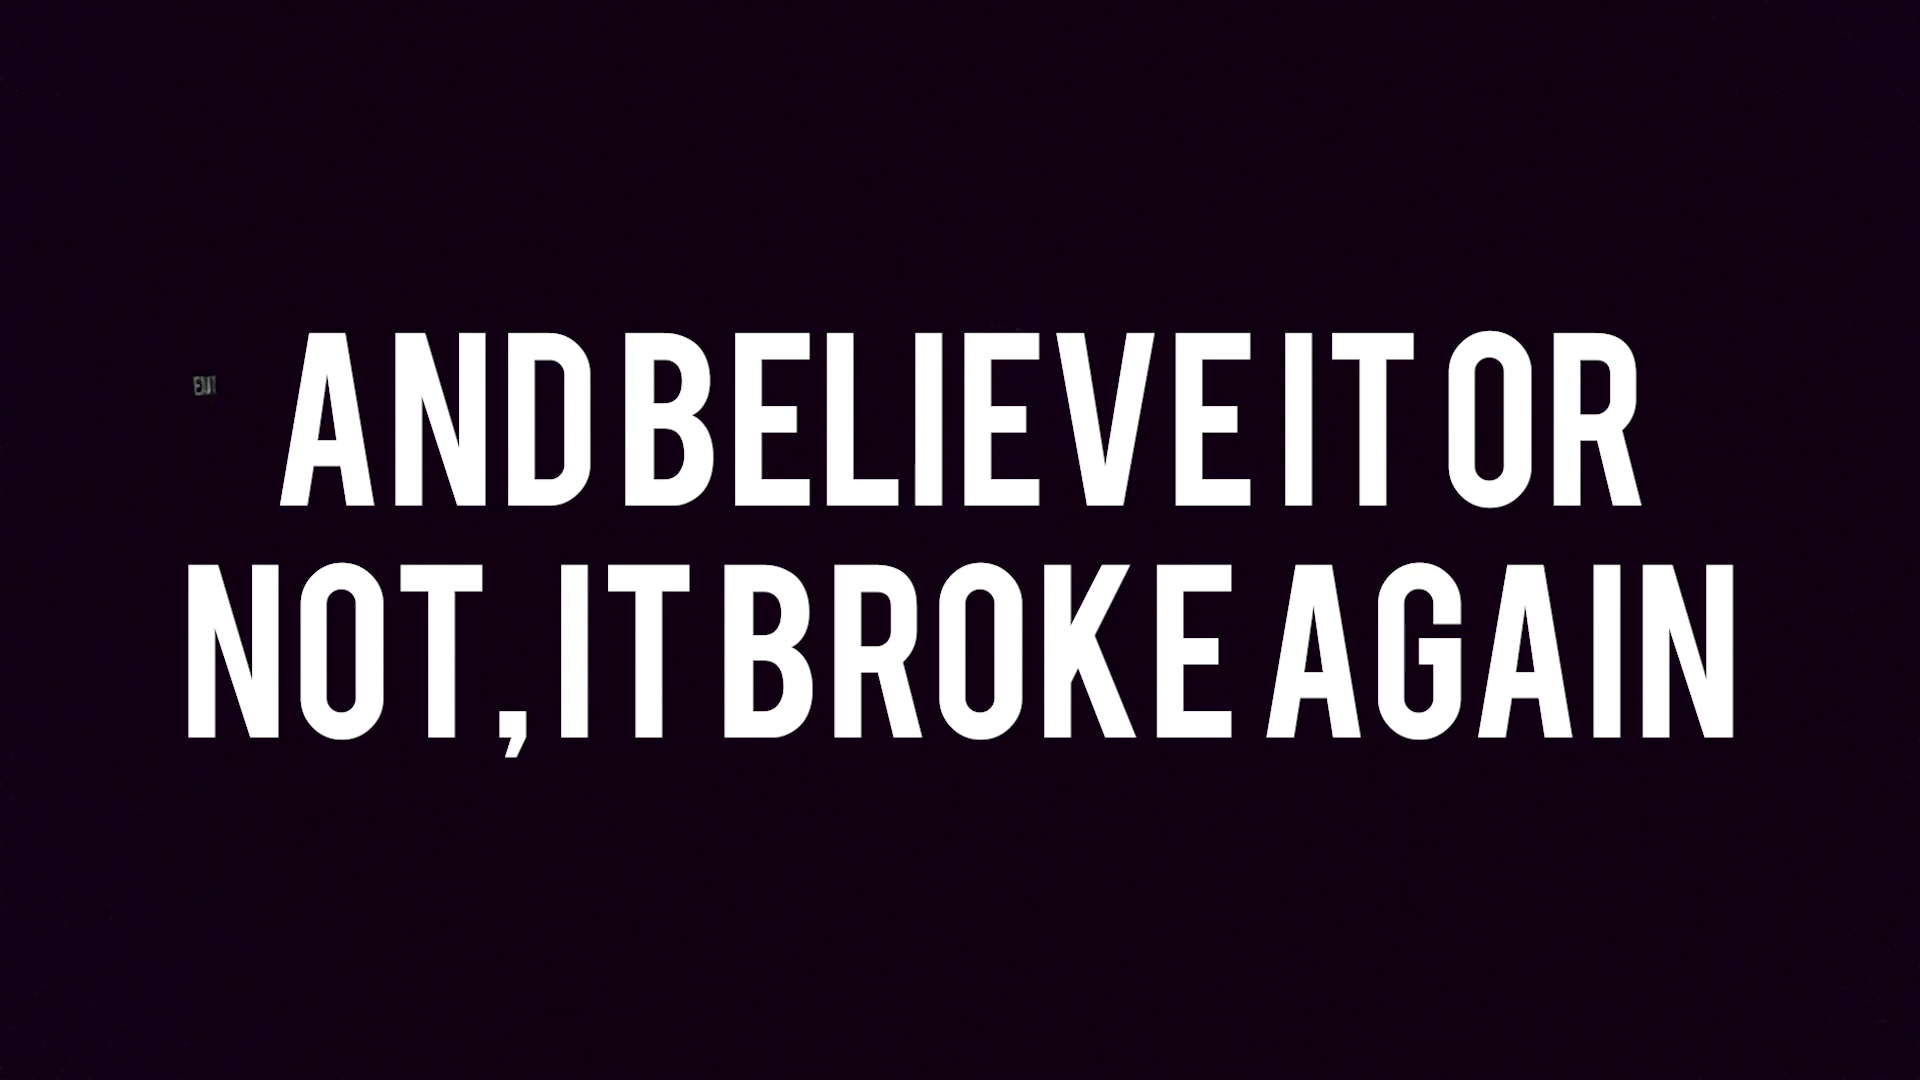 AND BELIEVE IT OR
NOT, IT BROKE AGAIN